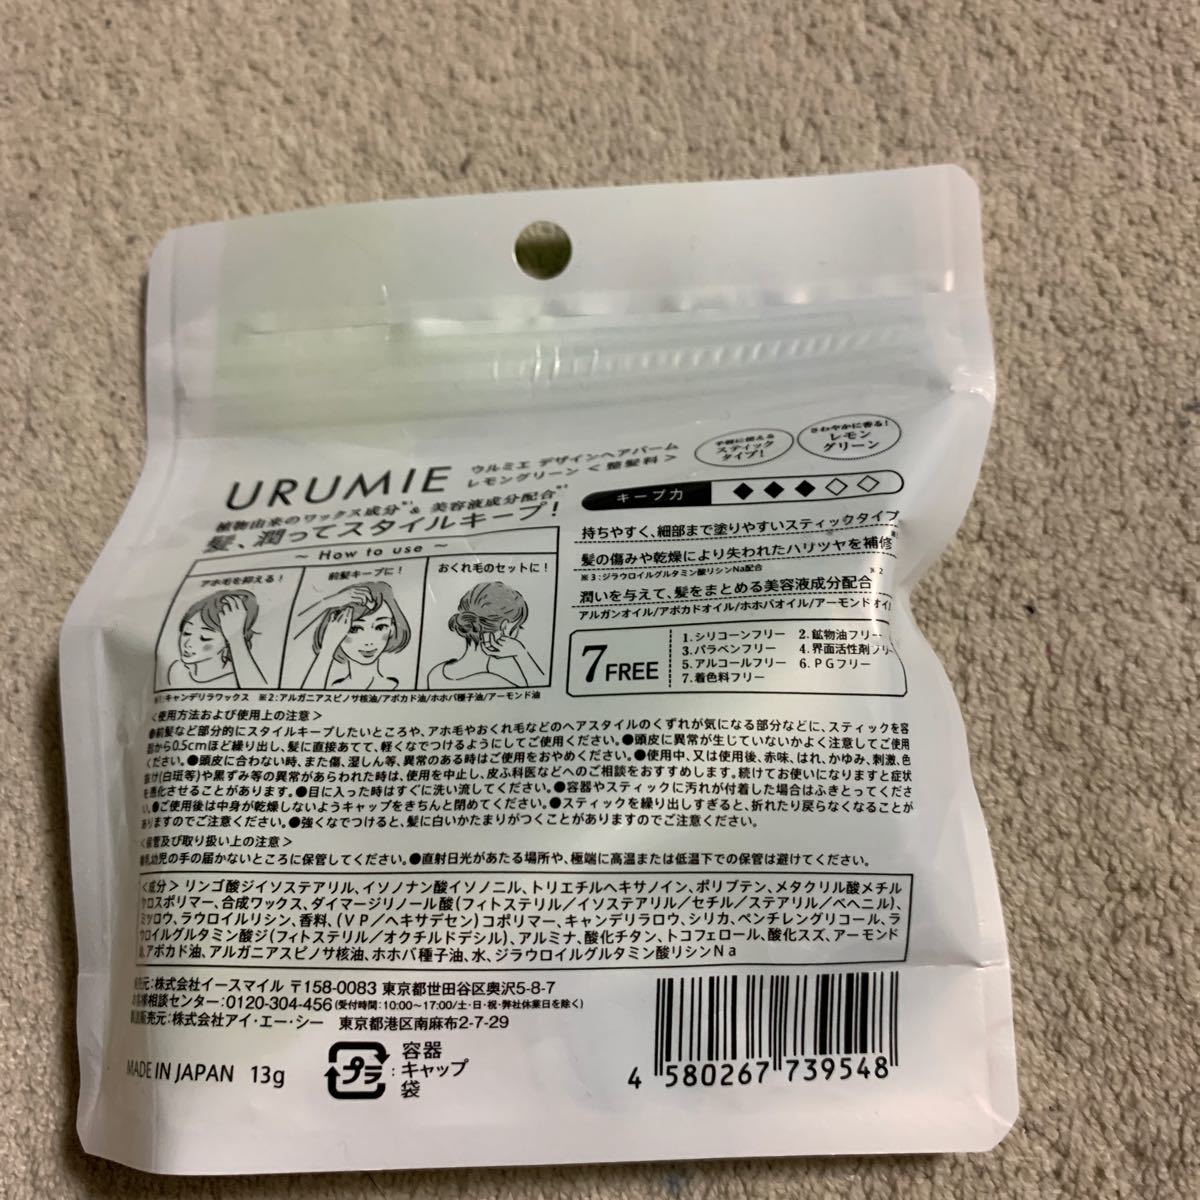 URUMIE
ウルミエ デザインヘアバーム
レモングリーン＜整髪料＞
手軽に使える
スティック
タイプ！
さわやかに香る！
レモン
グリーン
植物由来のワックス成分※1 & 美容液成分配合※1
髪、潤ってスタイルキープ！
～ How to use ～
アホ毛を抑える！
前髪キープに！
おくれ毛のセットに！
※1:キャンデリラワックス ※2:アルガニアスピノサ核油/アボカド油/ホホバ種子油/アーモンド油
キープ力 ◆◆◆◇◇
持ちやすく、細部まで塗りやすいスティックタイプ
髪の傷みや乾燥により失われたハリツヤを補修
※3:ジラウロイルグルタミン酸リシンNa配合
潤いを与えて、髪をまとめる美容液成分配合※2
アルガンオイル/アボカドオイル/ホホバオイル/アーモンドオイル
7FREE
1.シリコーンフリー 2.鉱物油フリー
3.パラベンフリー 4.界面活性剤フリー
5.アルコールフリー 6.PGフリー
7.着色料フリー
＜使用方法および使用上の注意＞
●前髪など部分的にスタイルキープしたいところや、アホ毛やおくれ毛などのヘアスタイルのくずれが気になる部分などに、スティックを容
器から0.5cmほど繰り出し、髪に直接あてて、軽くなでつけるようにしてご使用ください。●頭皮に異常が生じていないかよく注意してご使用
ください。●頭皮に合わない時、また傷、湿しん等、異常のある時はご使用をおやめください。●使用中、又は使用後、赤味、はれ、かゆみ、刺激、色
抜け(白斑等)や黒ずみ等の異常があらわれた時は、使用を中止し、皮ふ科医などへのご相談をおすすめします。続けてお使いになりますと症状
を悪化させることがあります。●目に入った時はすぐに洗い流してください。●容器やスティックに汚れが付着した場合はふきとってくださ
い。●ご使用後は中身が乾燥しないようキャップをきちんと閉めてください。●スティックを繰り出しすぎると、折れたり戻らなくなることが
ありますのでご注意ください。●強くなでつけると、髪に白いかたまりがつくことがありますのでご注意ください。
＜保管及び取り扱い上の注意＞
●乳幼児の手の届かないところに保管してください。●直射日光があたる場所や、極端に高温または低温下での保管は避けてください。
＜成分＞リンゴ酸ジイソステアリル、イソノナン酸イソノニル、トリエチルヘキサノイン、ポリブテン、メタクリル酸メチル
クロスポリマー、合成ワックス、ダイマージリノール酸(フィトステリル／イソステアリル／セチル／ステアリル／ベヘニル)、
ミツロウ、ラウロイルリシン、香料、(VP／ヘキサデセン)コポリマー、キャンデリラロウ、シリカ、ペンチレングリコール、ラ
ウロイルグルタミン酸ジ(フィトステリル／オクチルドデシル)、アルミナ、酸化チタン、トコフェロール、酸化スズ、アーモンド
油、アボカド油、アルガニアスピノサ核油、ホホバ種子油、水、ジラウロイルグルタミン酸リシンNa
発売元:株式会社イースマイル 〒158-0083 東京都世田谷区奥沢5-8-7
お客様相談センター:0120-304-456(受付時間:10:00～17:00/土・日・祝・弊社休業日を除く)
製造販売元:株式会社アイ・エー・シー 東京都港区南麻布2-7-29
MADE IN JAPAN 13g
プラ
:
容器
キャップ
袋
4 580267 739548